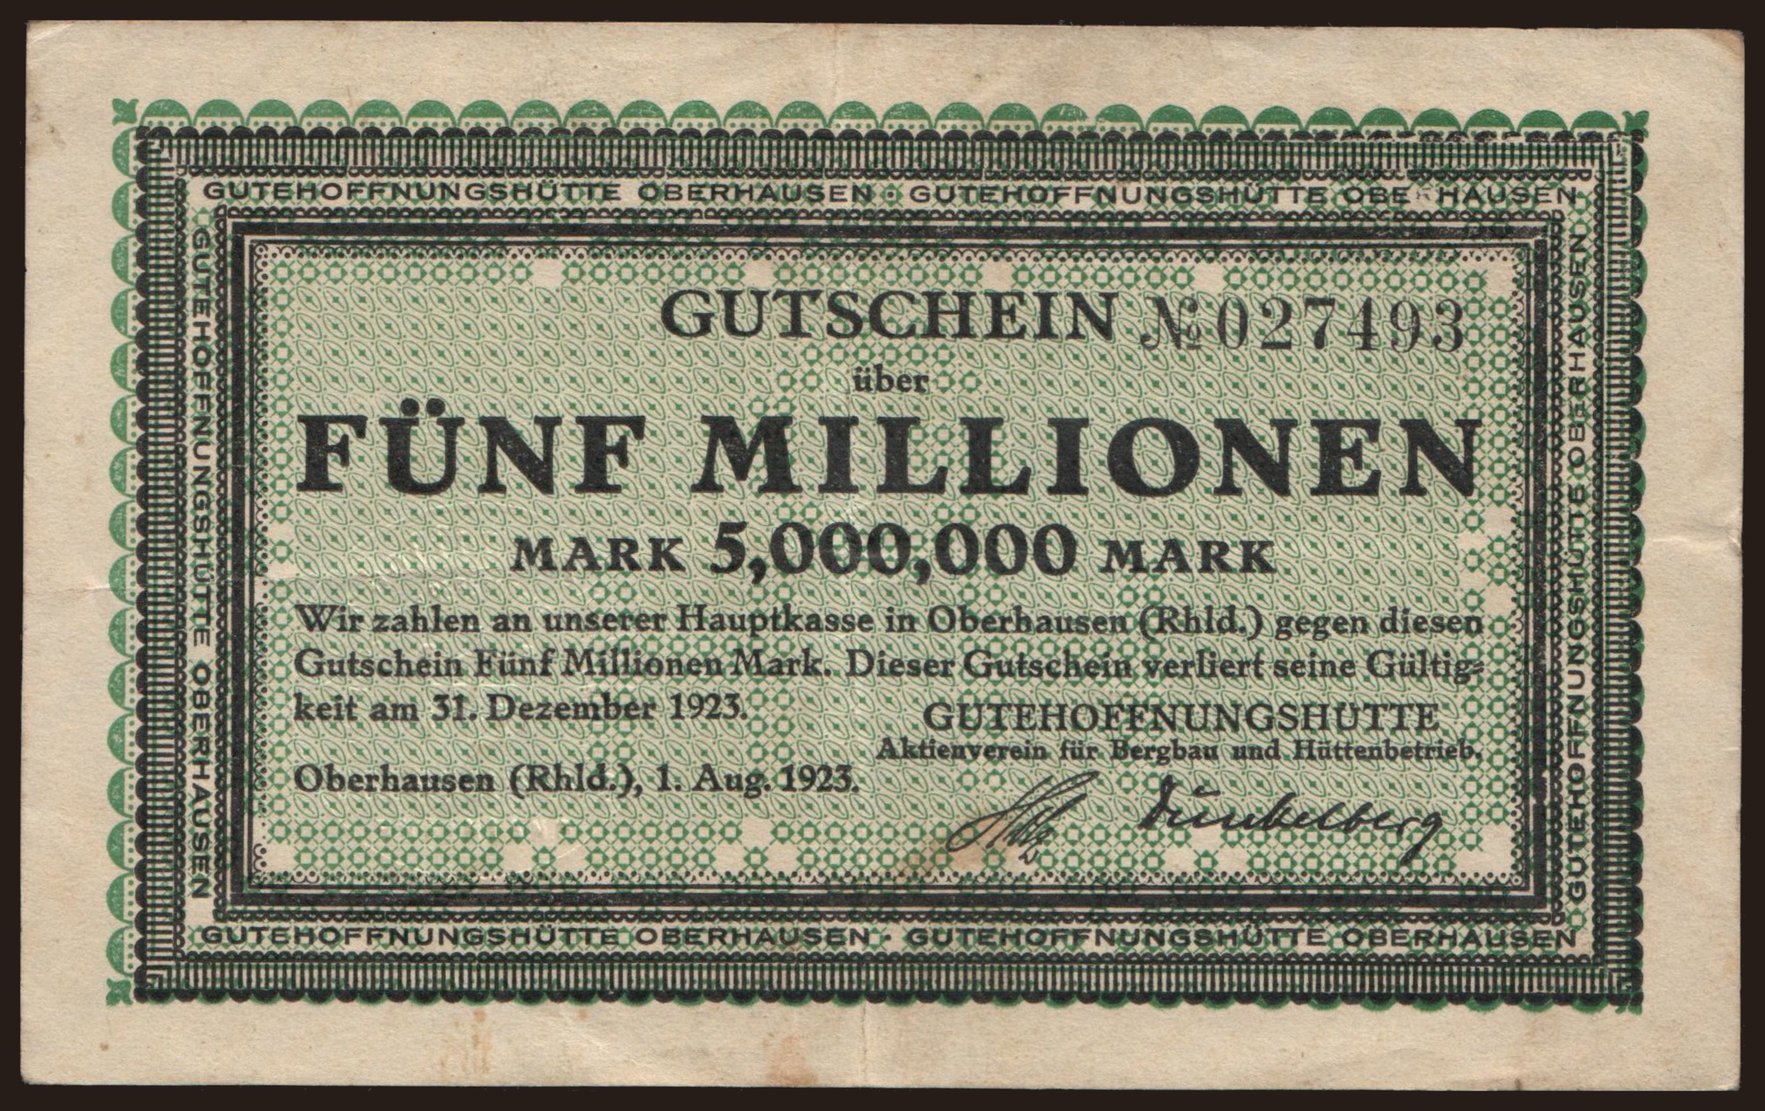 GUTEHOFFNUNGSHÜTTE OBERHAUSEN · GUTEHOFFNUNGSHÜTTE OBERHAUSEN
GUTEHOFFNUNGSHÜTTE OBERHAUSEN
GUTSCHEIN № 027493
über
FÜNF MILLIONEN
MARK 5,000,000 MARK
Wir zahlen an unserer Hauptkasse in Oberhausen (Rhld.) gegen diesen
Gutschein Fünf Millionen Mark. Dieser Gutschein verliert seine Gültig=
keit am 31. Dezember 1923.
GUTEHOFFNUNGSHÜTTE
Aktienverein für Bergbau und Hüttenbetrieb.
Oberhausen (Rhld.), 1. Aug. 1923.
Dünkelberg
GUTEHOFFNUNGSHÜTTE OBERHAUSEN
GUTEHOFFNUNGSHÜTTE OBERHAUSEN · GUTEHOFFNUNGSHÜTTE OBERHAUSEN